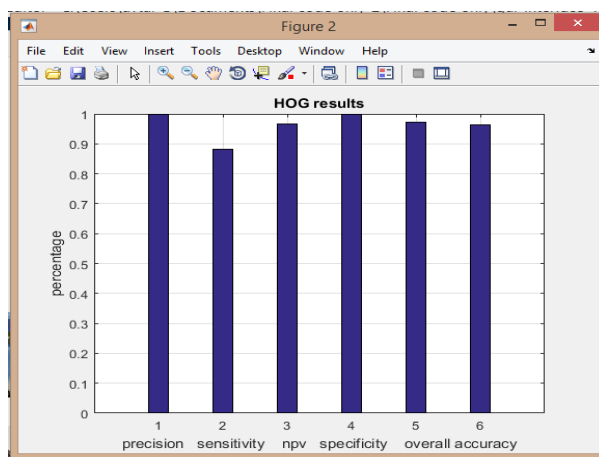 Figure 2
File Edit View Insert Tools Desktop Window Help
HOG results
percentage
1
0.9
0.8
0.7
0.6
0.5
0.4
0.3
0.2
0.1
0
1 2 3 4 5 6
precision sensitivity npv specificity overall accuracy